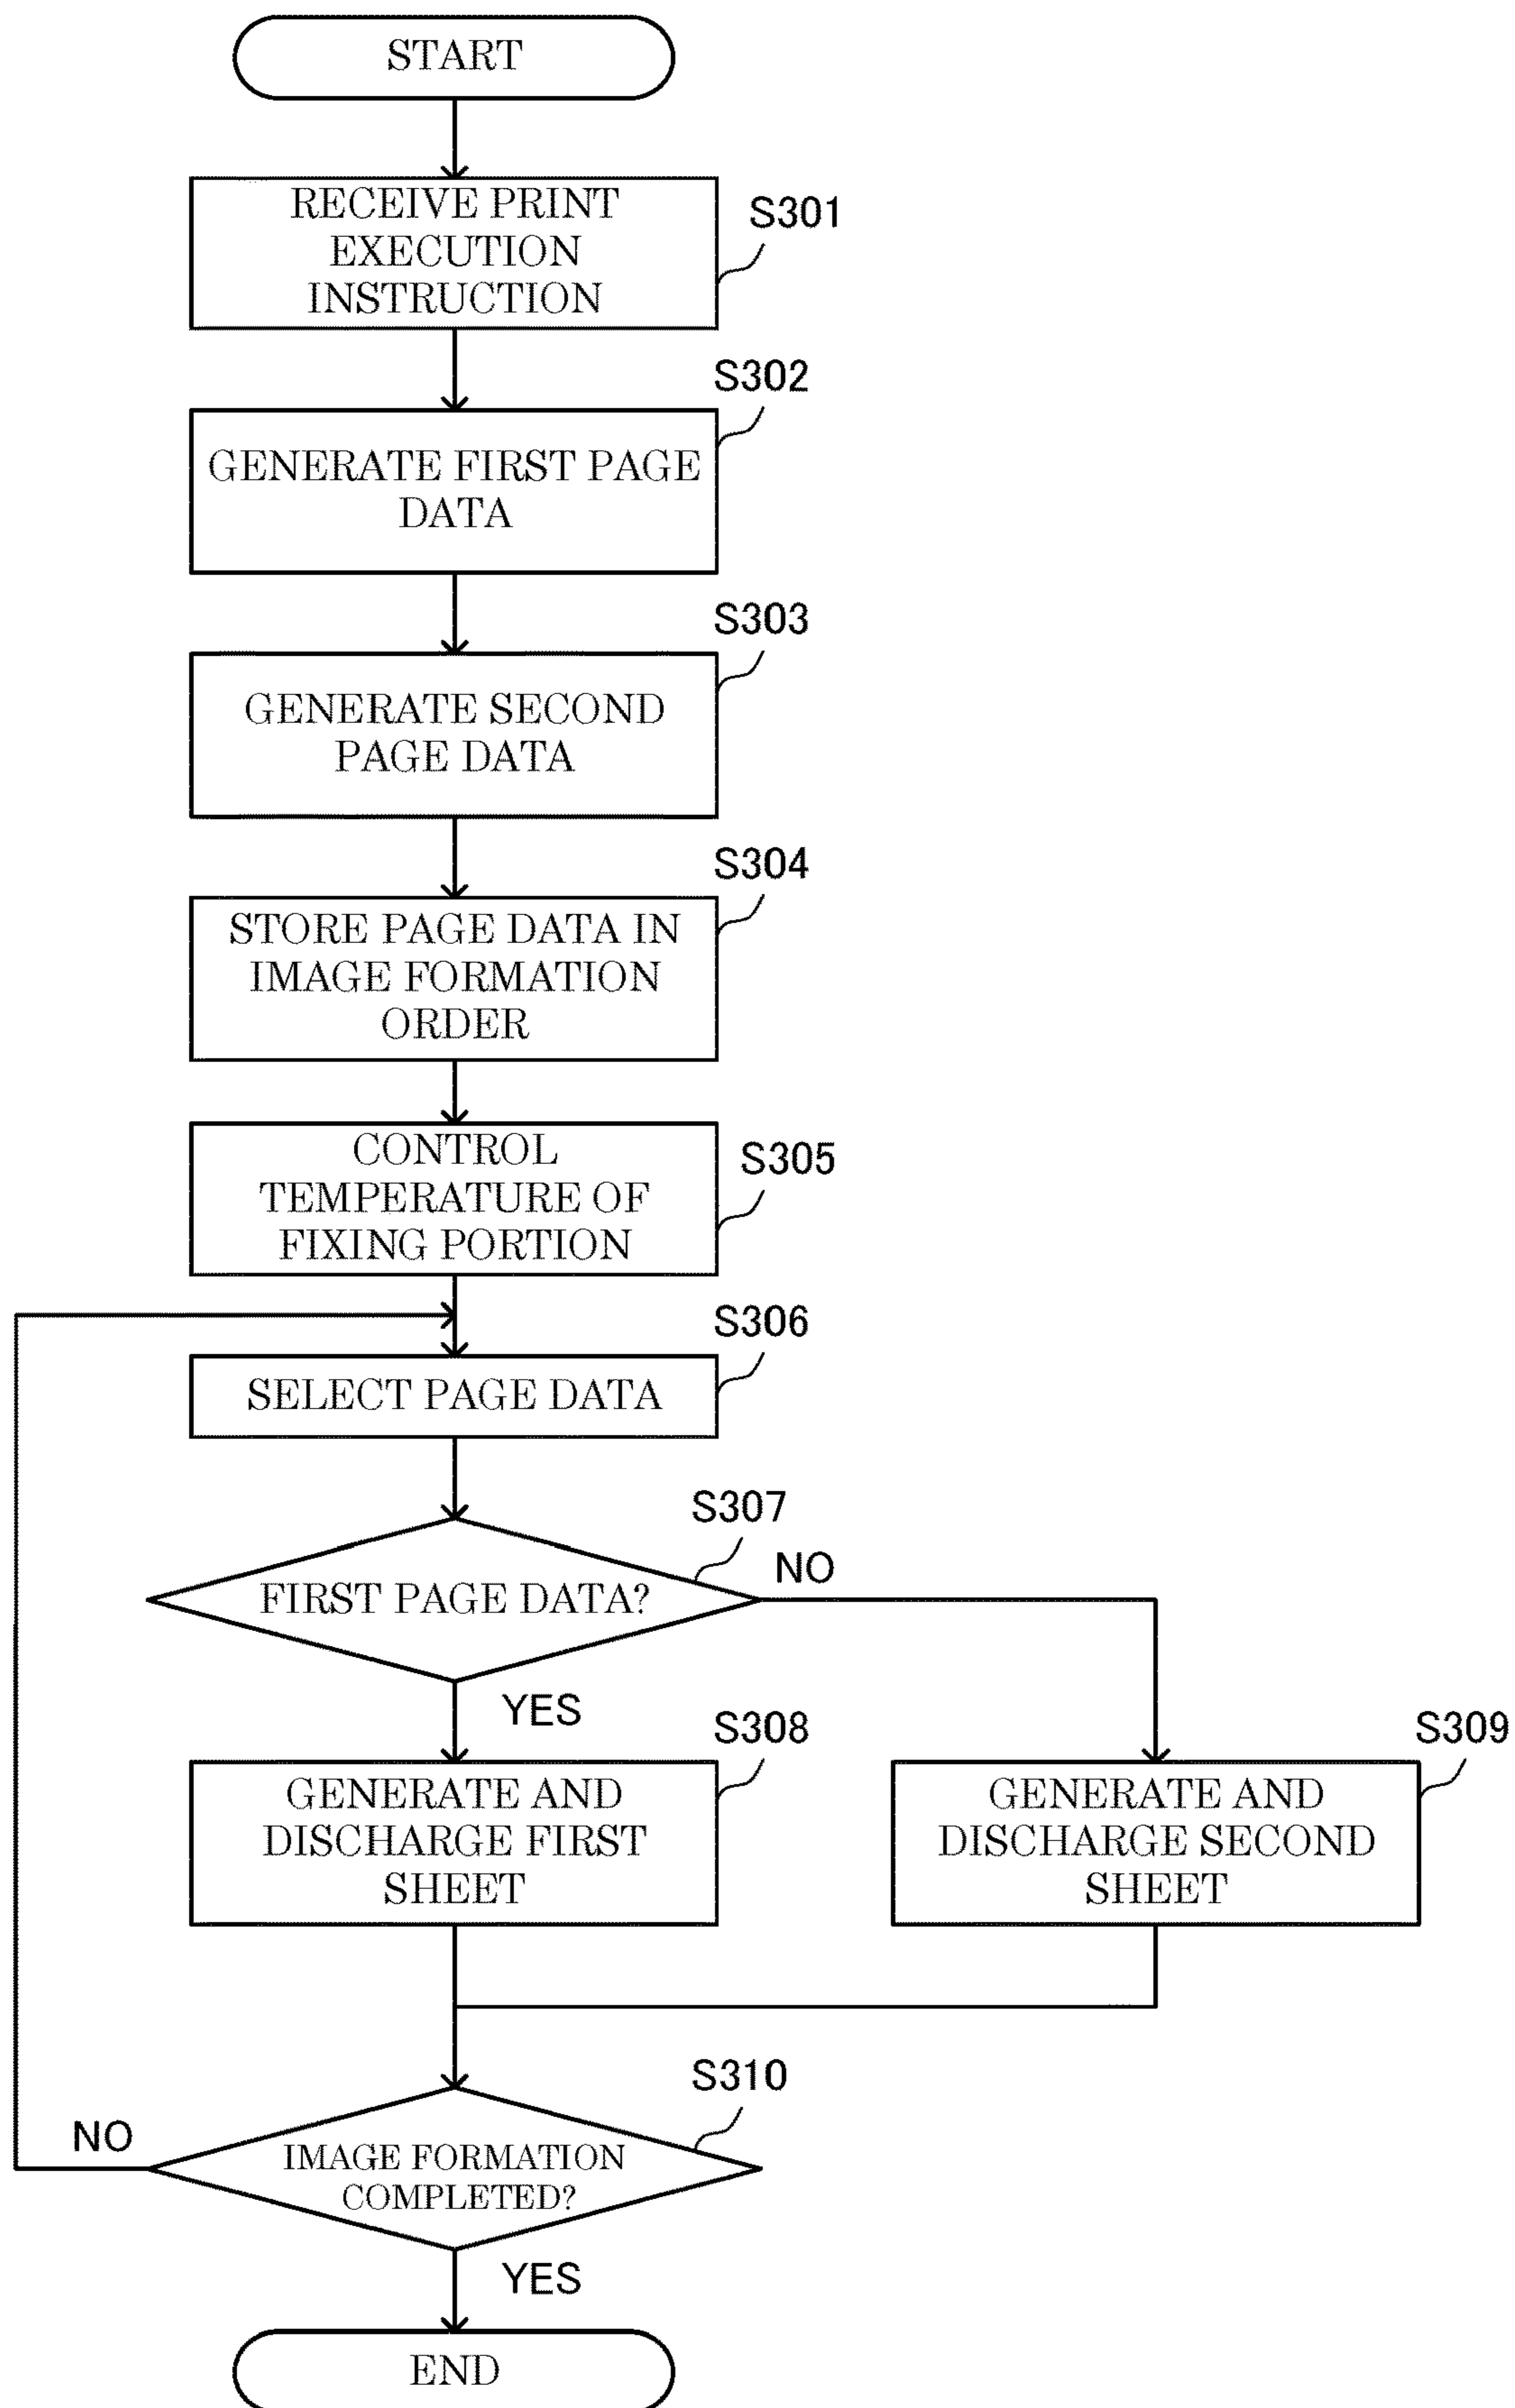 START
RECEIVE PRINT
EXECUTION
INSTRUCTION
S301
S302
GENERATE FIRST PAGE
DATA
S303
GENERATE SECOND
PAGE DATA
S304
STORE PAGE DATA IN
IMAGE FORMATION
ORDER
CONTROL
TEMPERATURE OF
FIXING PORTION
S305
S306
SELECT PAGE DATA
S307
NO
FIRST PAGE DATA?
YES
S308
GENERATE AND
DISCHARGE FIRST
SHEET
S309
GENERATE AND
DISCHARGE SECOND
SHEET
S310
NO
IMAGE FORMATION
COMPLETED?
YES
END